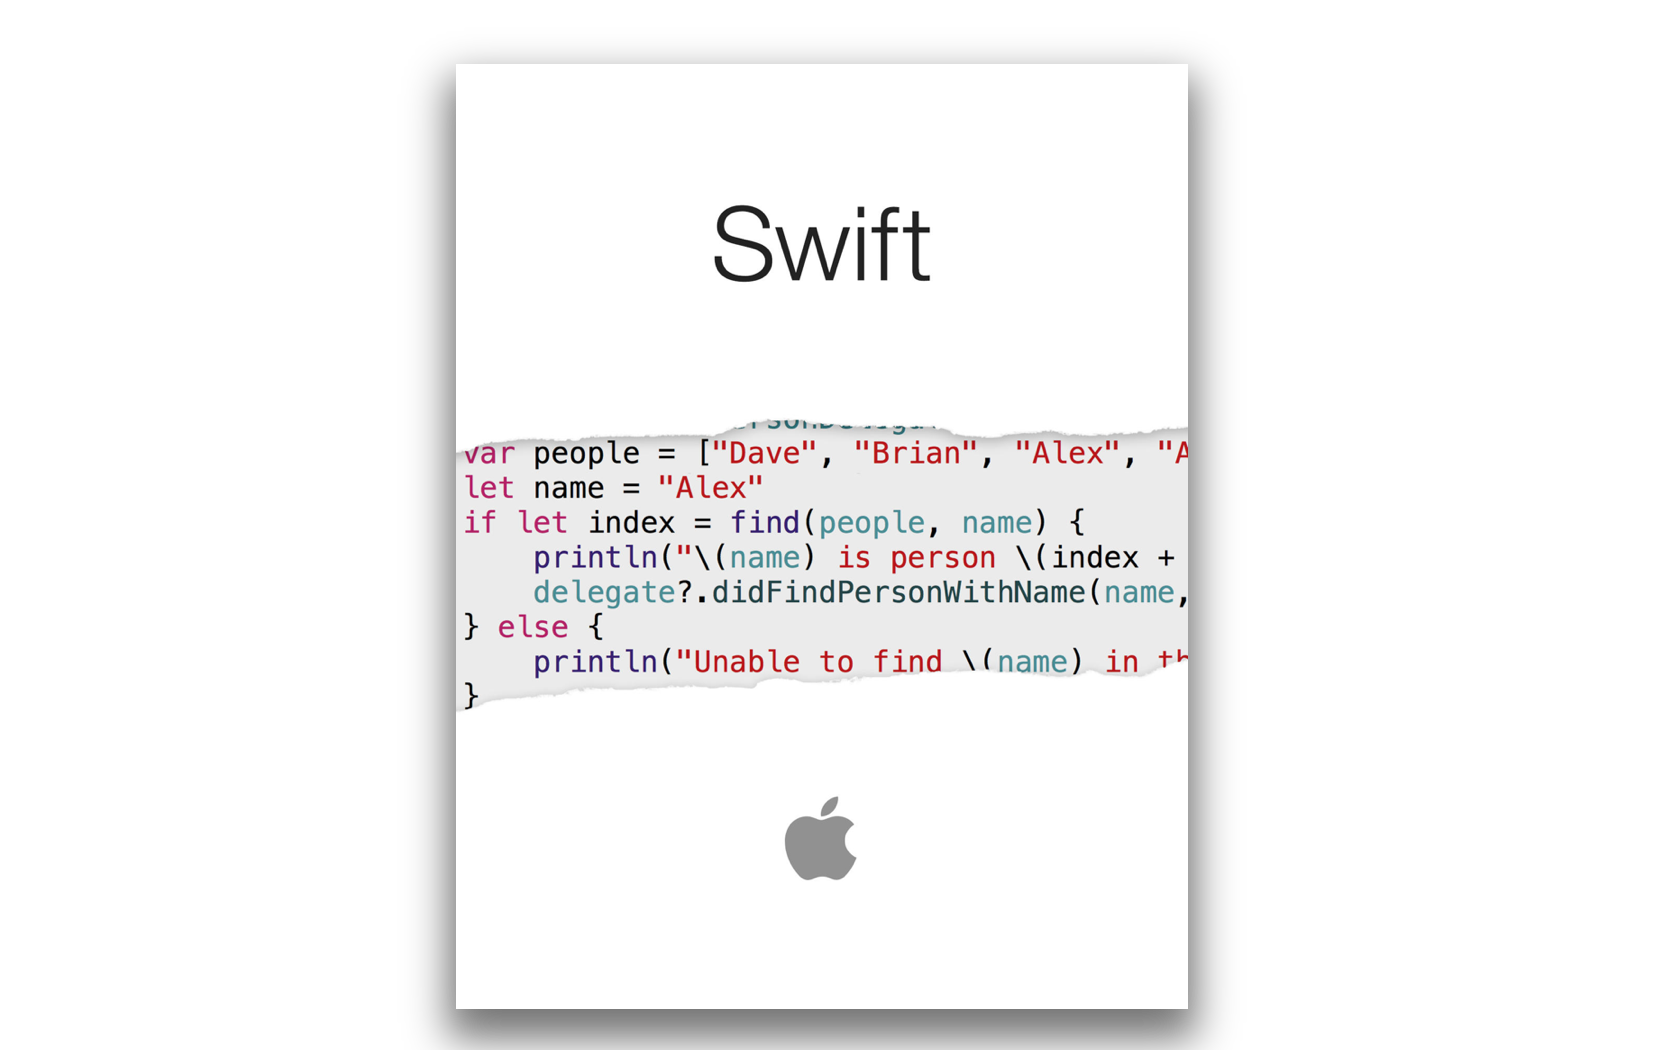 Swift
var people = ["Dave", "Brian", "Alex", "A
let name = "Alex"
if let index = find(people, name) {
    println("\(name) is person \(index +
    delegate?.didFindPersonWithName(name,
} else {
    println("Unable to find \(name) in th
}